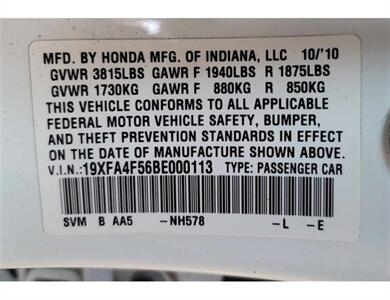 MFD. BY HONDA MFG. OF INDIANA, LLC 10/'10
GVWR 3815LBS GAWR F 1940LBS R 1875LBS
GVWR 1730KG GAWR F 880KG R 850KG
THIS VEHICLE CONFORMS TO ALL APPLICABLE
FEDERAL MOTOR VEHICLE SAFETY, BUMPER,
AND THEFT PREVENTION STANDARDS IN EFFECT
ON THE DATE OF MANUFACTURE SHOWN ABOVE.
V.I.N.:19XFA4F56BE000113 TYPE: PASSENGER CAR
SVM B AA5 -NH578 -L -E